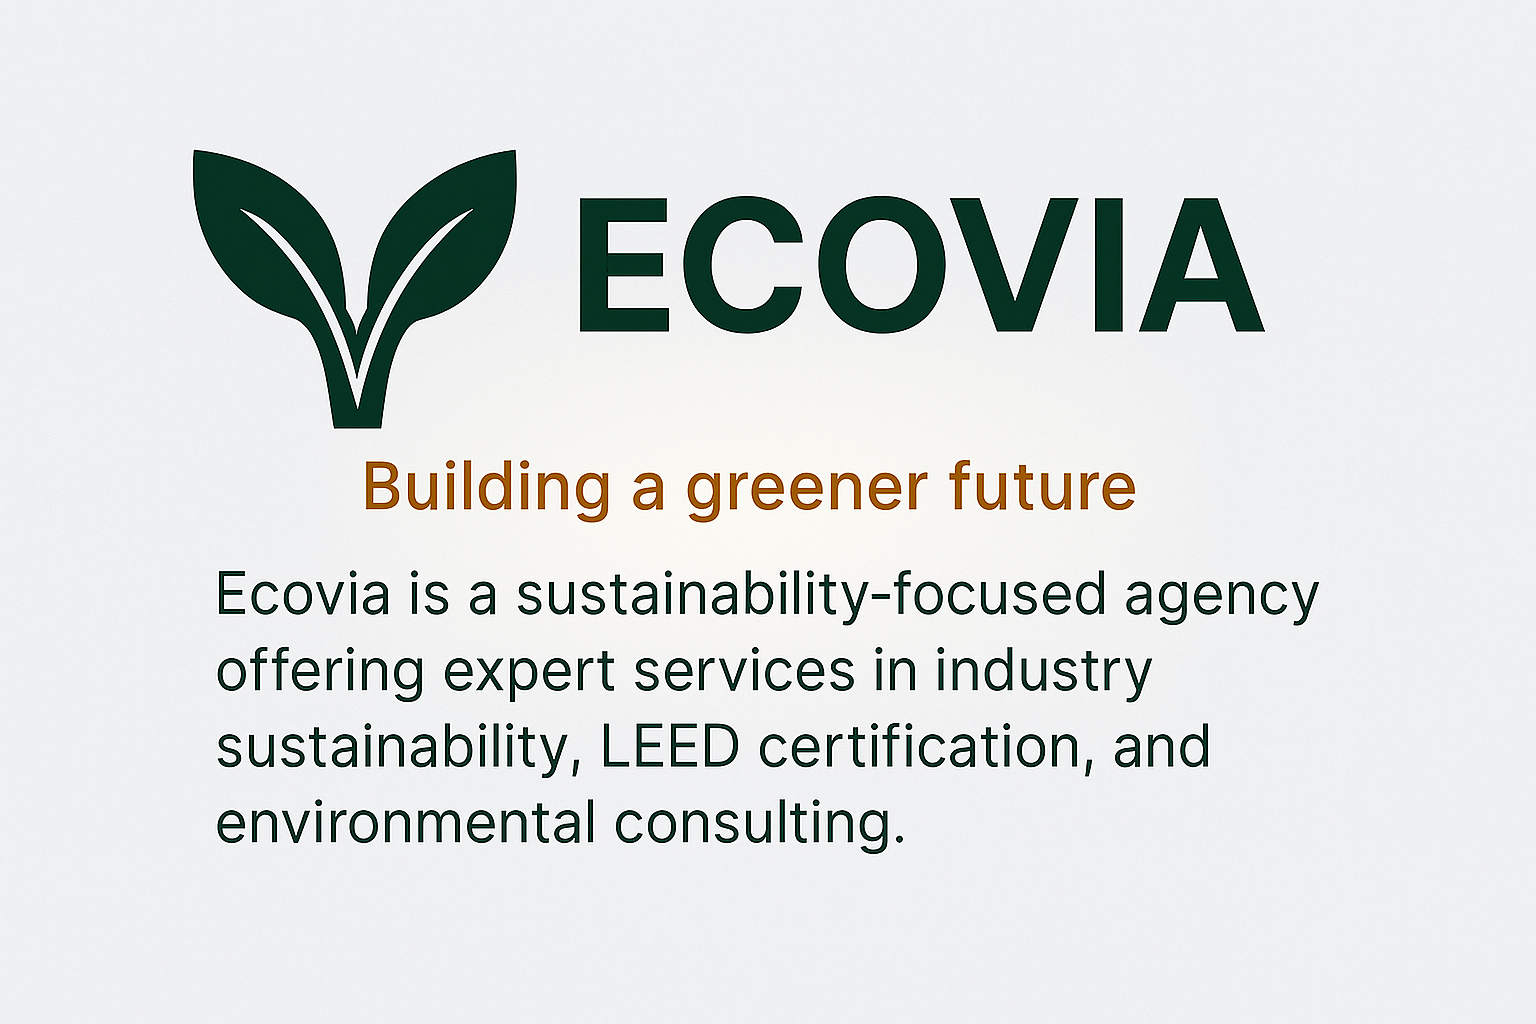 ECOVIA
Building a greener future
Ecovia is a sustainability-focused agency
offering expert services in industry
sustainability, LEED certification, and
environmental consulting.